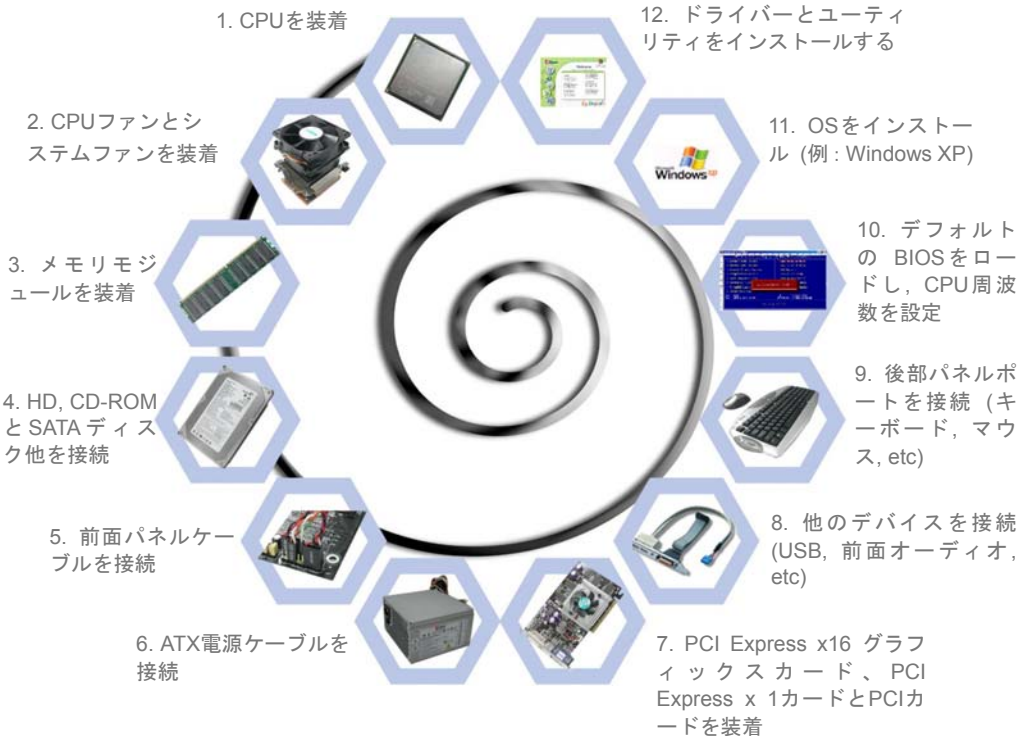 1. CPUを装着
2. CPUファンとシ
ステムファンを装着
3. メモリモジ
ュールを装着
4. HD, CD-ROM
とSATAディス
ク他を接続
5. 前面パネルケー
ブルを接続
6. ATX電源ケーブルを
接続
7. PCI Express x16 グラフ
ィックスカード、PCI
Express x 1カードとPCIカ
ードを装着
8. 他のデバイスを接続
(USB, 前面オーディオ,
etc)
9. 後部パネルポ
ートを接続 (キ
ーボード, マウ
ス, etc)
10. デフォルト
の BIOSをロー
ドし, CPU周波
数を設定
11. OSをインストー
ル (例 : Windows XP)
Windows xp
12. ドライバーとユーティ
リティをインストールする